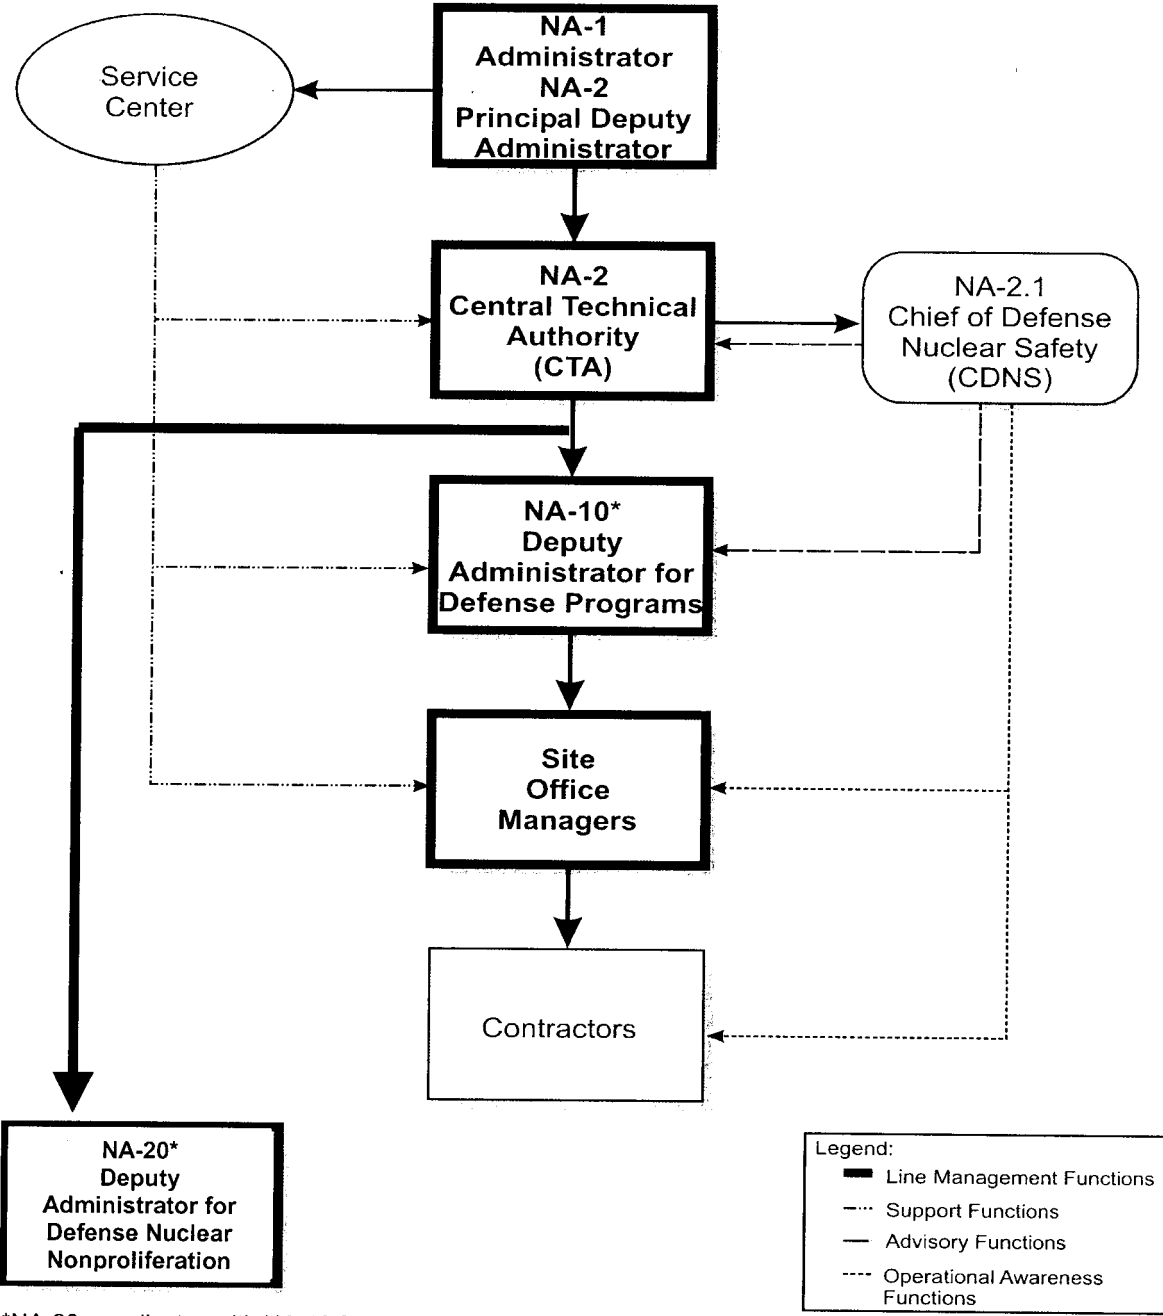 Service
Center
NA-1
Administrator
NA-2
Principal Deputy
Administrator
NA-2
Central Technical
Authority
(CTA)
NA-2.1
Chief of Defense
Nuclear Safety
(CDNS)
NA-10*
Deputy
Administrator for
Defense Programs
Site
Office
Managers
Contractors
NA-20*
Deputy
Administrator for
Defense Nuclear
Nonproliferation
Legend:
Line Management Functions
Support Functions
Advisory Functions
Operational Awareness
Functions